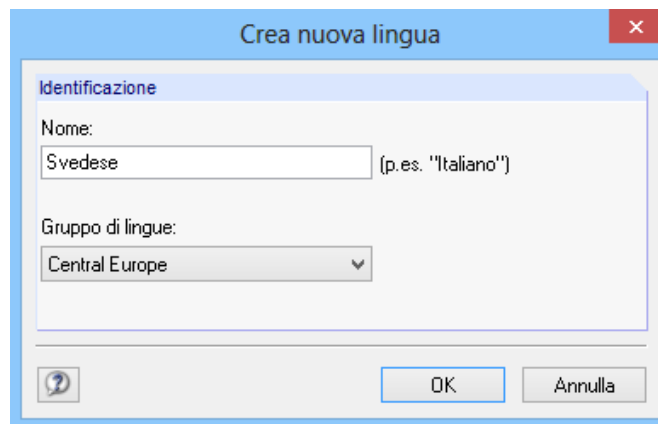 Crea nuova lingua
Identificazione
Nome:
Svedese (p.es. "Italiano")
Gruppo di lingue:
Central Europe
OK Annulla